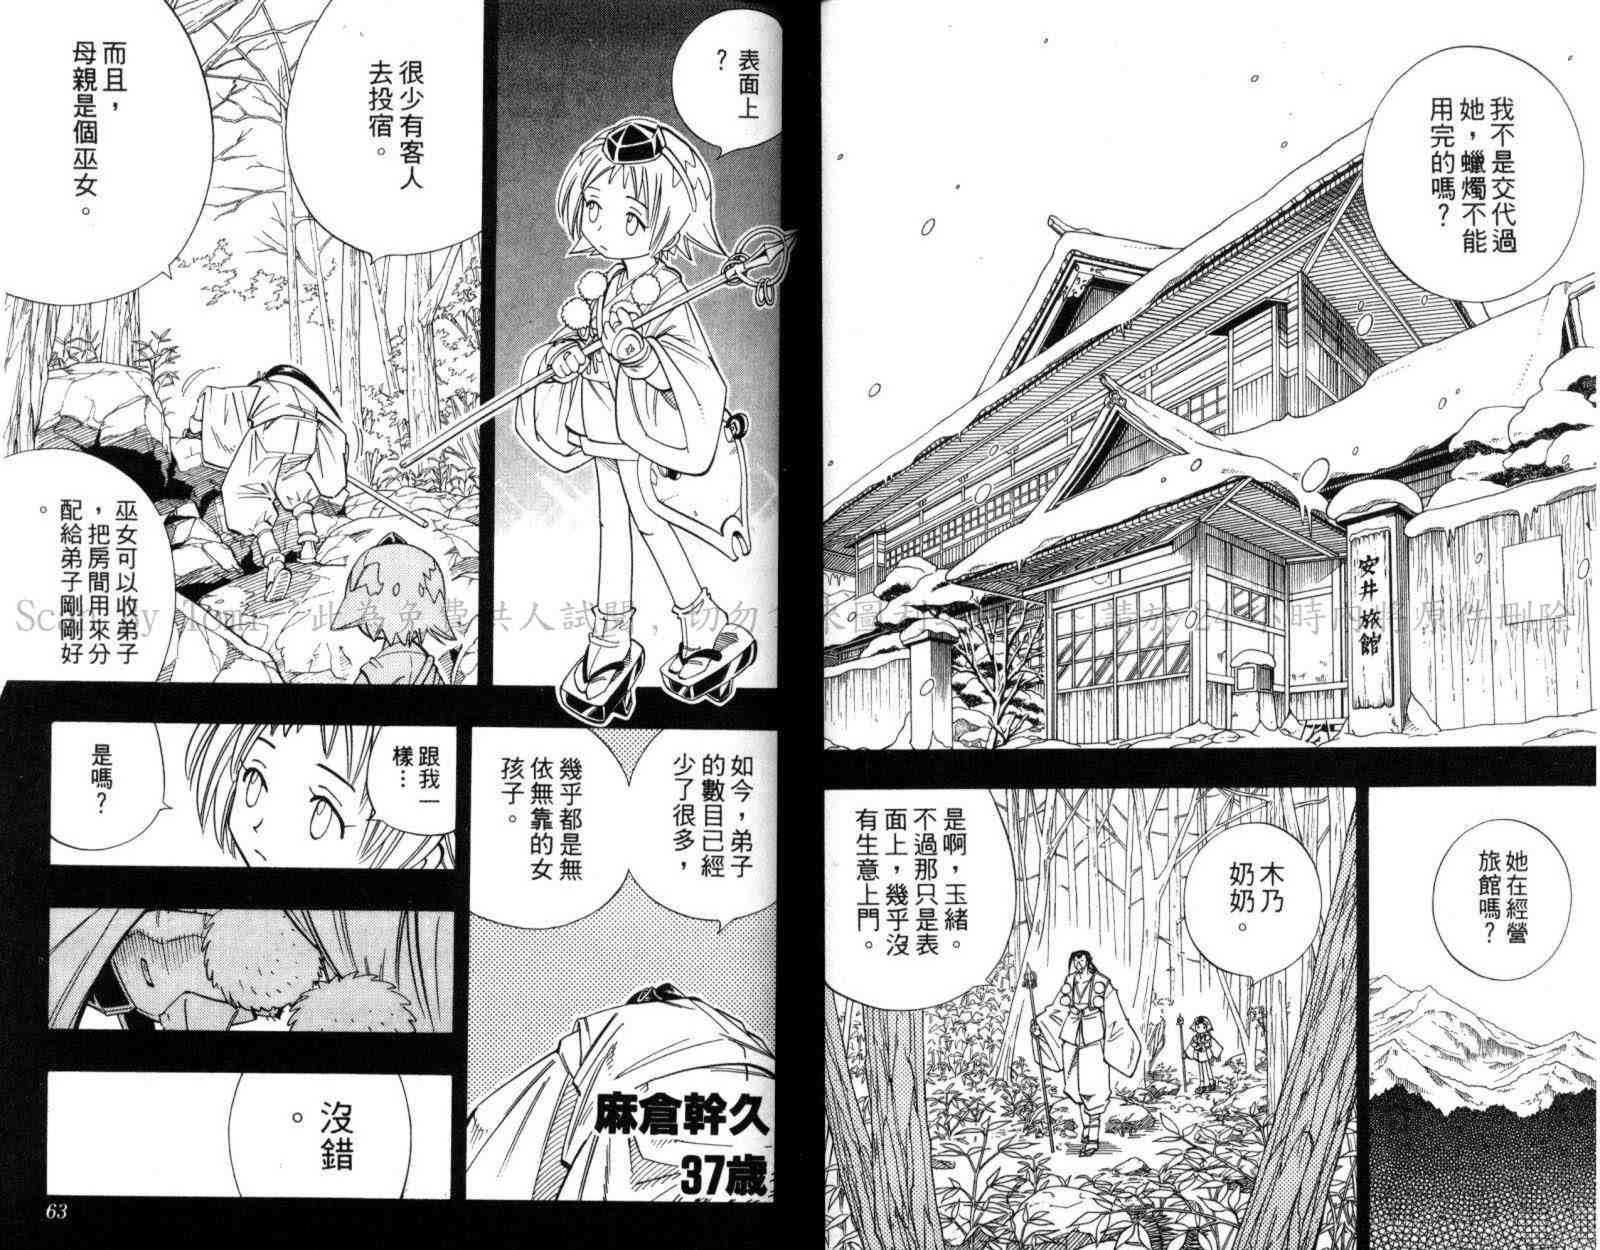 我不是交代過
她，蠟燭不能
用完的嗎？
安井旅館
她在經營
旅館嗎？
木乃
奶奶。
是啊，玉緒。
不過那只是表
面上，幾乎沒
有生意上門。
表面上
？
很少有客人
去投宿。
而且，
母親是個巫女。
巫女可以收弟子
，把房間用來分
配給弟子剛剛好
。
如今，弟子
的數目已經
少了很多，
幾乎都是無
依無靠的女
孩子。
麻倉幹久
37歲
跟我一
樣…
是嗎？
沒錯
。
63